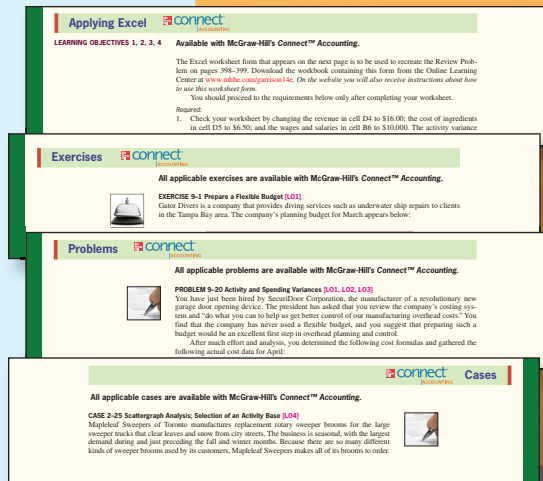 Applying Excel
connect
ACCOUNTING
LEARNING OBJECTIVES 1, 2, 3, 4
Available with McGraw-Hill's Connect™ Accounting.
The Excel worksheet form that appears on the next page is to be used to recreate the Review Prob-
lem on pages 398–399. Download the workbook containing this form from the Online Learning
Center at www.mhhe.com/garrison14e. On the website you will also receive instructions about how
to use this worksheet form.
You should proceed to the requirements below only after completing your worksheet.
Required:
1. Check your worksheet by changing the revenue in cell D4 to $16.00; the cost of ingredients
in cell D5 to $6.50; and the wages and salaries in cell B6 to $10,000. The activity variance
Exercises
connect
ACCOUNTING
All applicable exercises are available with McGraw-Hill's Connect™ Accounting.
EXERCISE 9–1 Prepare a Flexible Budget [LO1]
Gator Divers is a company that provides diving services such as underwater ship repairs to clients
in the Tampa Bay area. The company's planning budget for March appears below:
Problems
connect
ACCOUNTING
All applicable problems are available with McGraw-Hill's Connect™ Accounting.
PROBLEM 9–20 Activity and Spending Variances [LO1, LO2, LO3]
You have just been hired by SecuriDoor Corporation, the manufacturer of a revolutionary new
garage door opening device. The president has asked that you review the company's costing sys-
tem and "do what you can to help us get better control of our manufacturing overhead costs." You
find that the company has never used a flexible budget, and you suggest that preparing such a
budget would be an excellent first step in overhead planning and control.
After much effort and analysis, you determined the following cost formulas and gathered the
following actual cost data for April:
connect
ACCOUNTING
Cases
All applicable cases are available with McGraw-Hill's Connect™ Accounting.
CASE 2–25 Scattergraph Analysis; Selection of an Activity Base [LO4]
Mapleleaf Sweepers of Toronto manufactures replacement rotary sweeper brooms for the large
sweeper trucks that clear leaves and snow from city streets. The business is seasonal, with the largest
demand during and just preceding the fall and winter months. Because there are so many different
kinds of sweeper brooms used by its customers, Mapleleaf Sweepers makes all of its brooms to order.